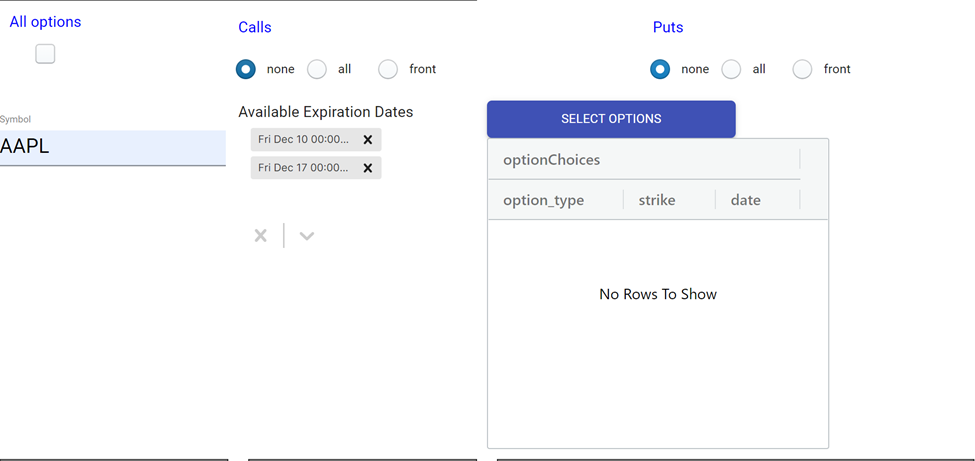 All options
Calls
Puts
none all front
none all front
Symbol
AAPL
Available Expiration Dates
Fri Dec 10 00:00...
Fri Dec 17 00:00...
SELECT OPTIONS
optionChoices
option_type strike date
No Rows To Show